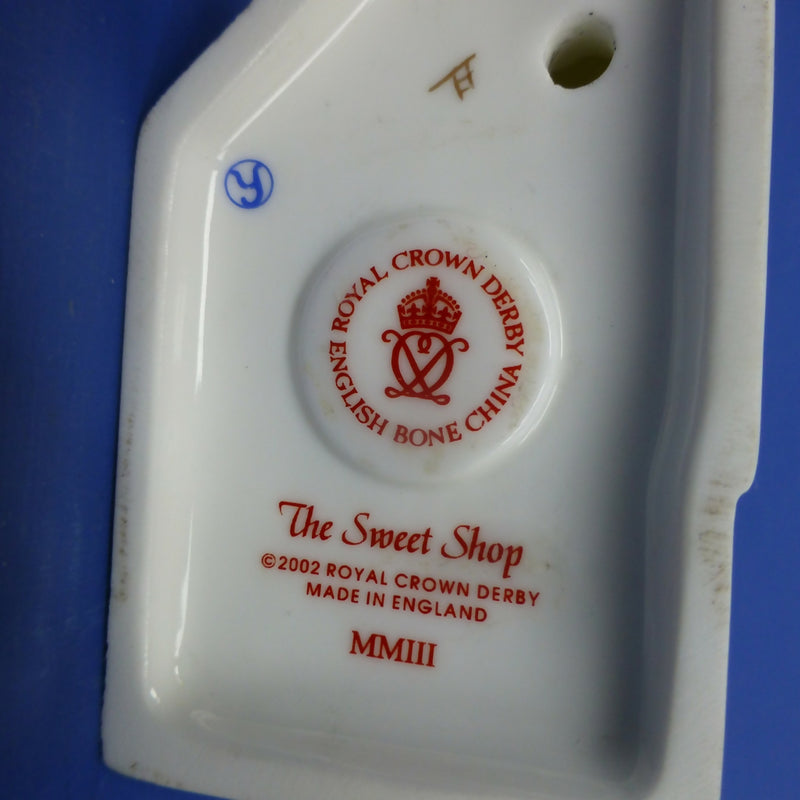 ROYAL CROWN DERBY
ENGLISH BONE CHINA
The Sweet Shop
©2002 ROYAL CROWN DERBY
MADE IN ENGLAND
MMIII